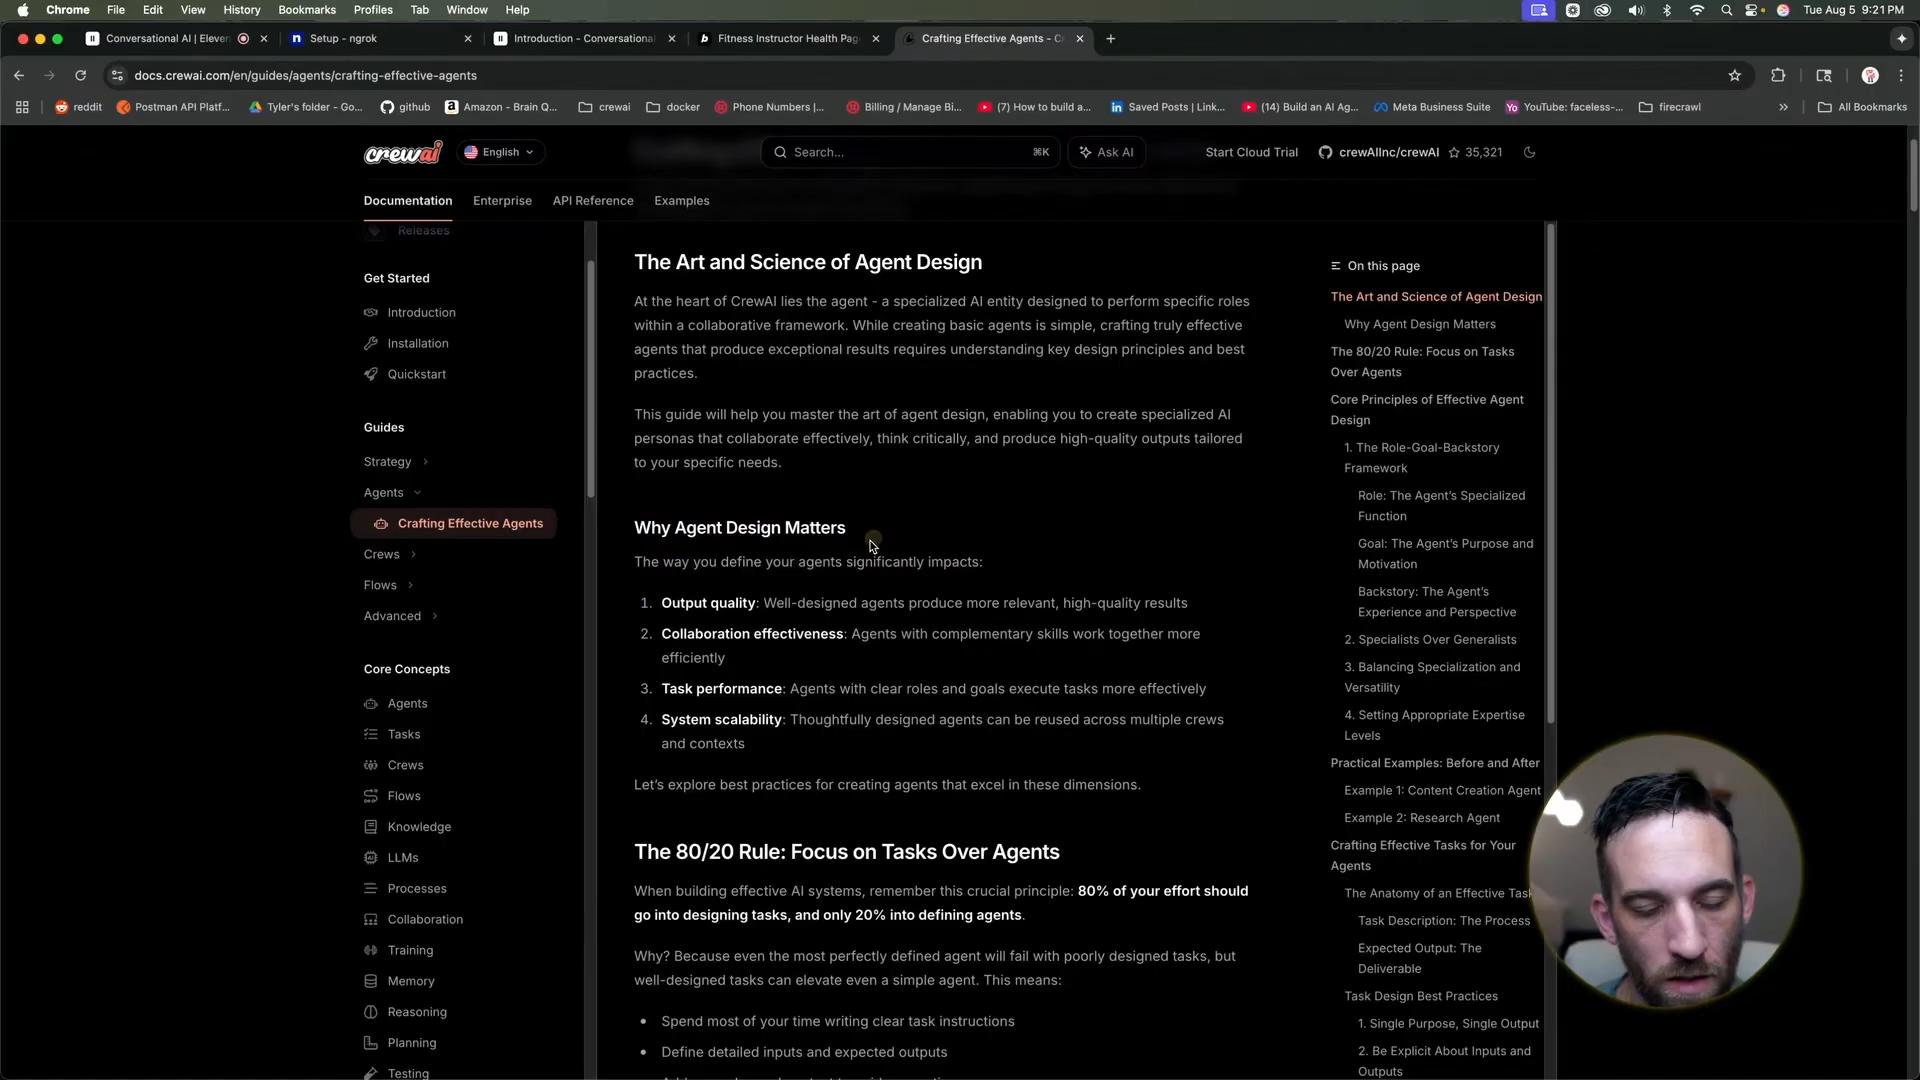 Chrome File Edit View History Bookmarks Profiles Tab Window Help Tue Aug 5 9:21 PM
Conversational AI | Eleven
Setup - ngrok
Introduction - Conversational
Fitness Instructor Health Page
Crafting Effective Agents - C
docs.crewai.com/en/guides/agents/crafting-effective-agents
reddit
Postman API Platf...
Tyler's folder - Go...
github
Amazon - Brain Q...
crewai
docker
Phone Numbers |...
Billing / Manage Bi...
(7) How to build a...
Saved Posts | Link...
(14) Build an AI Ag...
Meta Business Suite
YouTube: faceless-...
firecrawl
All Bookmarks
crewai
English
Search...
⌘K
Ask AI
Start Cloud Trial
crewAIInc/crewAI
35,321
Documentation
Enterprise
API Reference
Examples
Releases
Get Started
Introduction
Installation
Quickstart
Guides
Strategy
Agents
Crafting Effective Agents
Crews
Flows
Advanced
Core Concepts
Agents
Tasks
Crews
Flows
Knowledge
LLMs
Processes
Collaboration
Training
Memory
Reasoning
Planning
Testing
The Art and Science of Agent Design
At the heart of CrewAI lies the agent - a specialized AI entity designed to perform specific roles
within a collaborative framework. While creating basic agents is simple, crafting truly effective
agents that produce exceptional results requires understanding key design principles and best
practices.
This guide will help you master the art of agent design, enabling you to create specialized AI
personas that collaborate effectively, think critically, and produce high-quality outputs tailored
to your specific needs.
Why Agent Design Matters
The way you define your agents significantly impacts:
1. Output quality: Well-designed agents produce more relevant, high-quality results
2. Collaboration effectiveness: Agents with complementary skills work together more
efficiently
3. Task performance: Agents with clear roles and goals execute tasks more effectively
4. System scalability: Thoughtfully designed agents can be reused across multiple crews
and contexts
Let's explore best practices for creating agents that excel in these dimensions.
The 80/20 Rule: Focus on Tasks Over Agents
When building effective AI systems, remember this crucial principle: 80% of your effort should
go into designing tasks, and only 20% into defining agents.
Why? Because even the most perfectly defined agent will fail with poorly designed tasks, but
well-designed tasks can elevate even a simple agent. This means:
• Spend most of your time writing clear task instructions
• Define detailed inputs and expected outputs
On this page
The Art and Science of Agent Design
Why Agent Design Matters
The 80/20 Rule: Focus on Tasks
Over Agents
Core Principles of Effective Agent
Design
1. The Role-Goal-Backstory
Framework
Role: The Agent's Specialized
Function
Goal: The Agent's Purpose and
Motivation
Backstory: The Agent's
Experience and Perspective
2. Specialists Over Generalists
3. Balancing Specialization and
Versatility
4. Setting Appropriate Expertise
Levels
Practical Examples: Before and After
Example 1: Content Creation Agent
Example 2: Research Agent
Crafting Effective Tasks for Your
Agents
The Anatomy of an Effective Task
Task Description: The Process
Expected Output: The
Deliverable
Task Design Best Practices
1. Single Purpose, Single Output
2. Be Explicit About Inputs and
Outputs